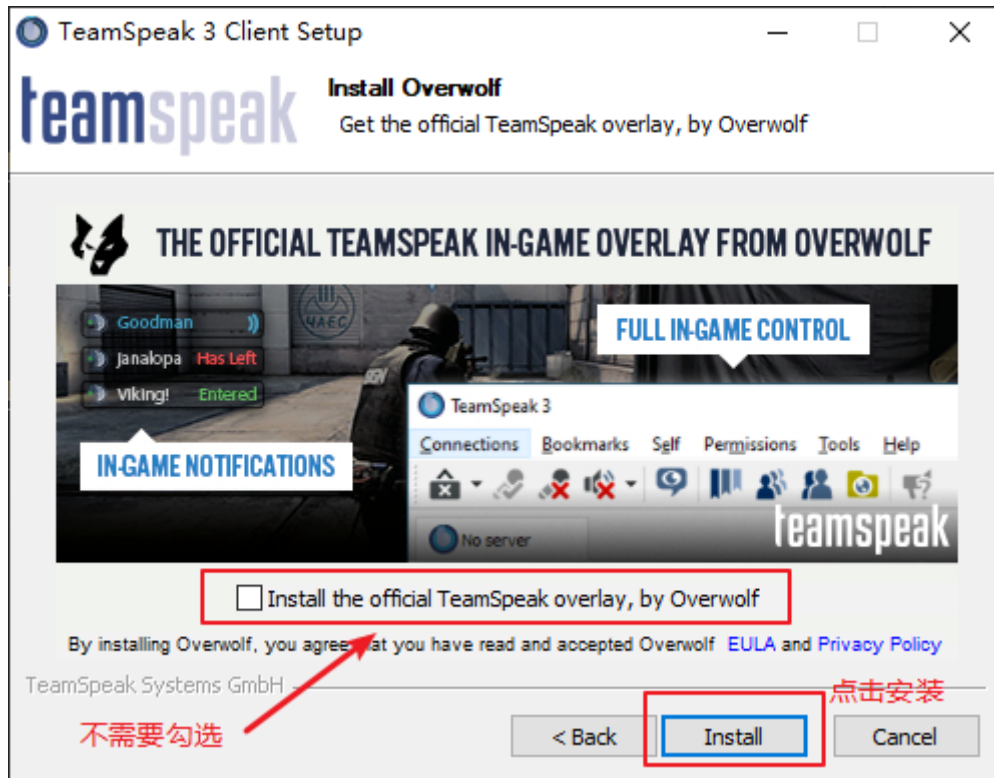 TeamSpeak 3 Client Setup
teamspeak
Install Overwolf
Get the official TeamSpeak overlay, by Overwolf
THE OFFICIAL TEAMSPEAK IN-GAME OVERLAY FROM OVERWOLF
ЧАЕС
Goodman
Janalopa Has Left
Viking! Entered
IN-GAME NOTIFICATIONS
FULL IN-GAME CONTROL
TeamSpeak 3
Connections Bookmarks Self Permissions Tools Help
No server
teamspeak
Install the official TeamSpeak overlay, by Overwolf
By installing Overwolf, you agree that you have read and accepted Overwolf EULA and Privacy Policy
TeamSpeak Systems GmbH
点击安装
不需要勾选
< Back Install Cancel